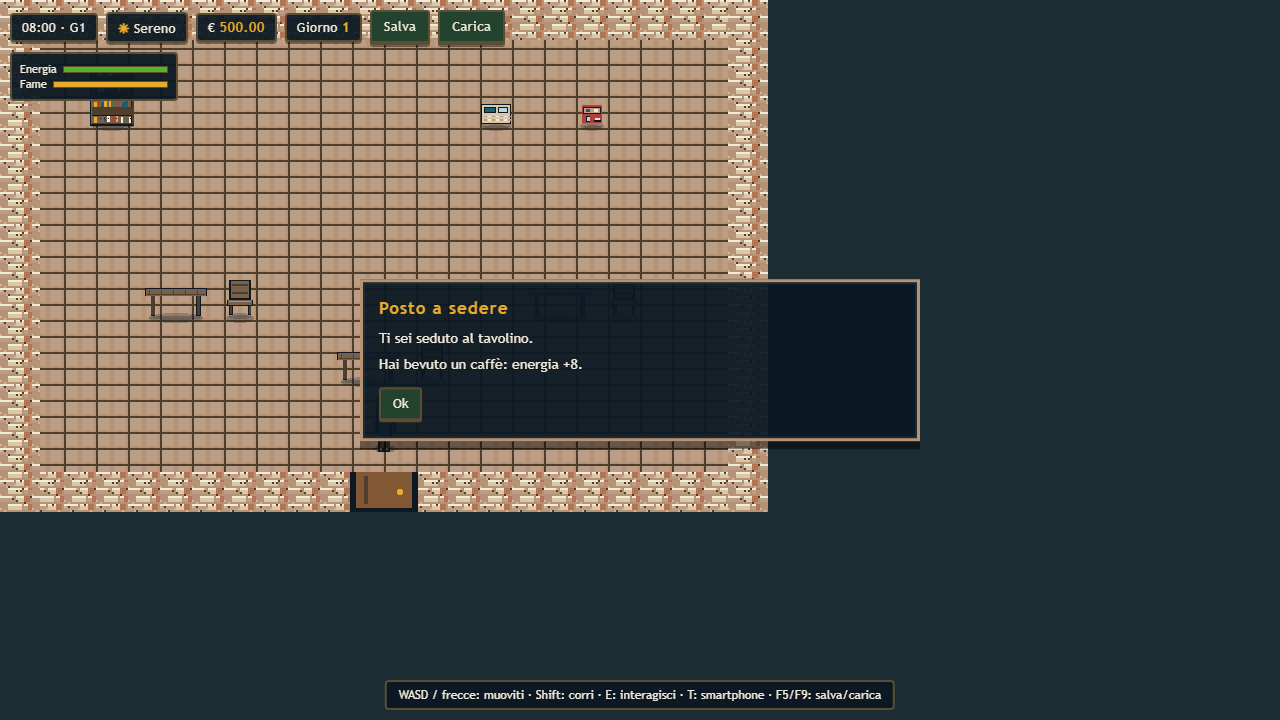 08:00 · G1
☀ Sereno
€ 500.00
Giorno 1
Salva
Carica
Energia
Fame
Posto a sedere
Ti sei seduto al tavolino.
Hai bevuto un caffè: energia +8.
Ok
WASD / frecce: muoviti · Shift: corri · E: interagisci · T: smartphone · F5/F9: salva/carica